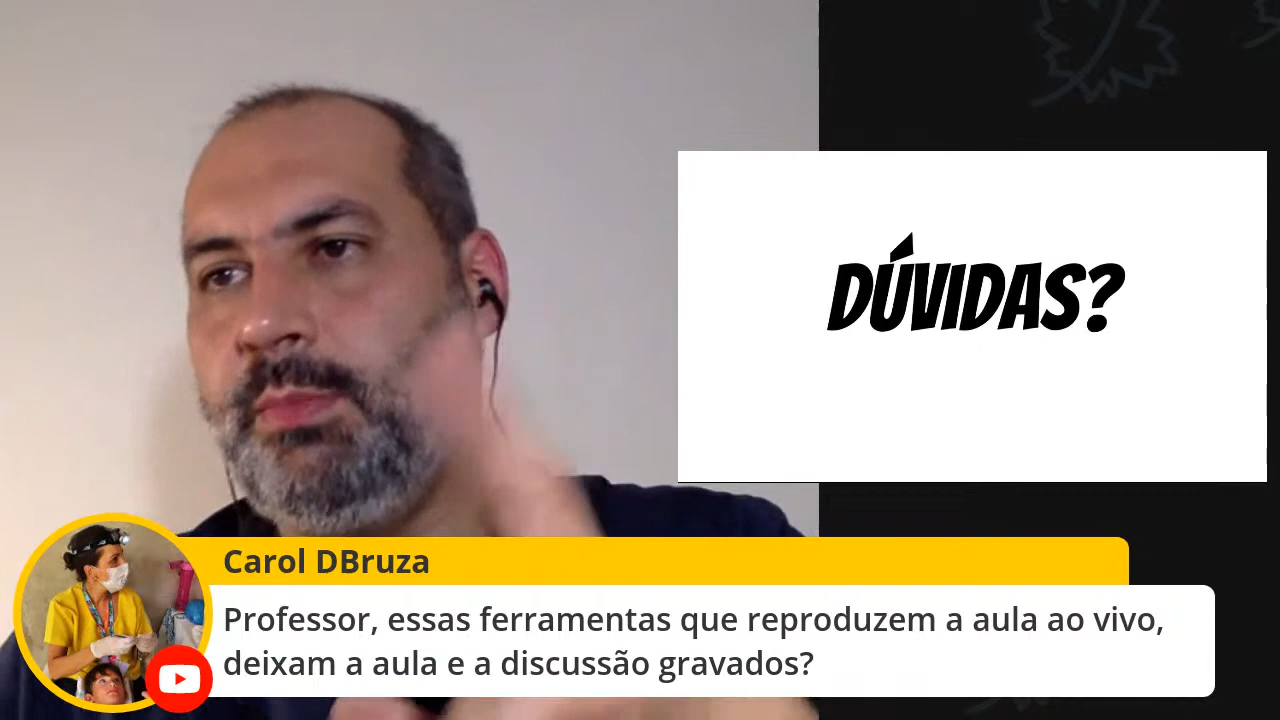 DÚVIDAS?
Carol DBruza
Professor, essas ferramentas que reproduzem a aula ao vivo,
deixam a aula e a discussão gravados?